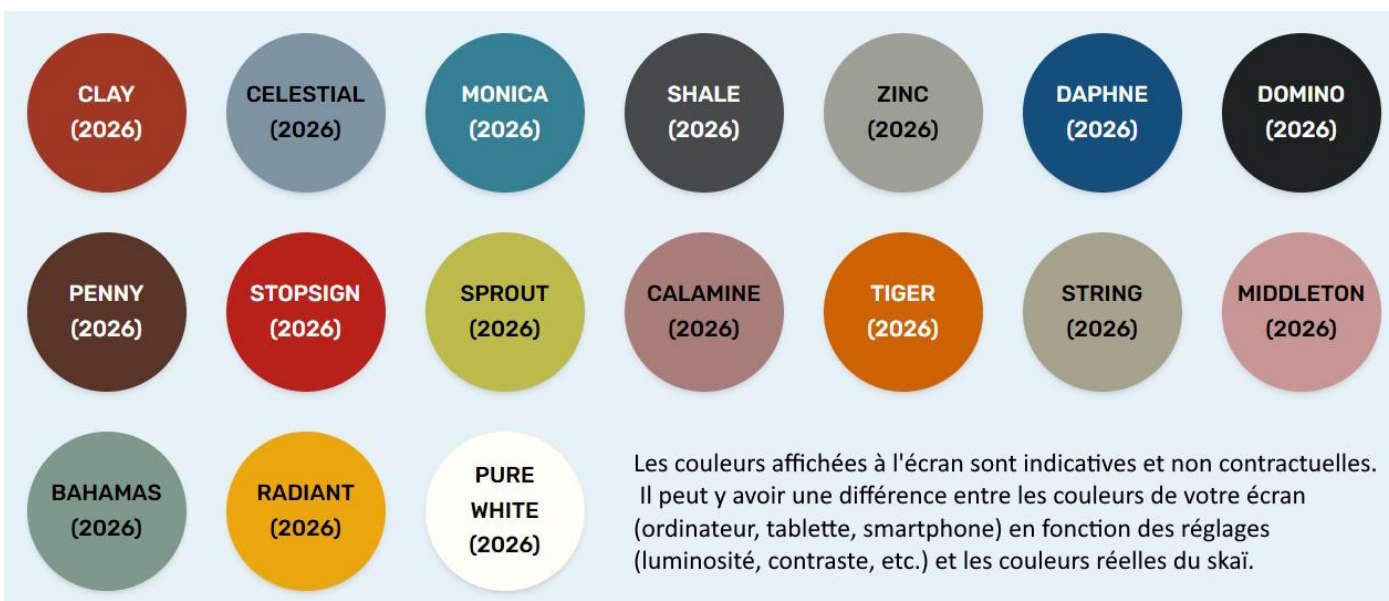 CLAY
(2026)
CELESTIAL
(2026)
MONICA
(2026)
SHALE
(2026)
ZINC
(2026)
DAPHNE
(2026)
DOMINO
(2026)
PENNY
(2026)
STOPSIGN
(2026)
SPROUT
(2026)
CALAMINE
(2026)
TIGER
(2026)
STRING
(2026)
MIDDLETON
(2026)
BAHAMAS
(2026)
RADIANT
(2026)
PURE
WHITE
(2026)
Les couleurs affichées à l'écran sont indicatives et non contractuelles.
Il peut y avoir une différence entre les couleurs de votre écran
(ordinateur, tablette, smartphone) en fonction des réglages
(luminosité, contraste, etc.) et les couleurs réelles du skaï.